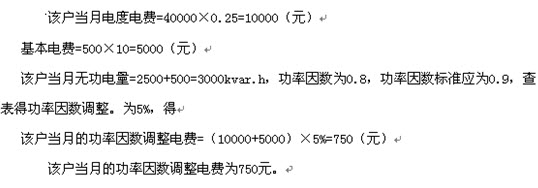 该户当月电度电费=40000×0.25=10000（元）
基本电费=500×10=5000（元）
该户当月无功电量=2500+500=3000kvar.h，功率因数为0.8，功率因数标准应为0.9，查
表得功率因数调整。为5%，得
该户当月的功率因数调整电费=（10000+5000）×5%=750（元）
该户当月的功率因数调整电费为750元。